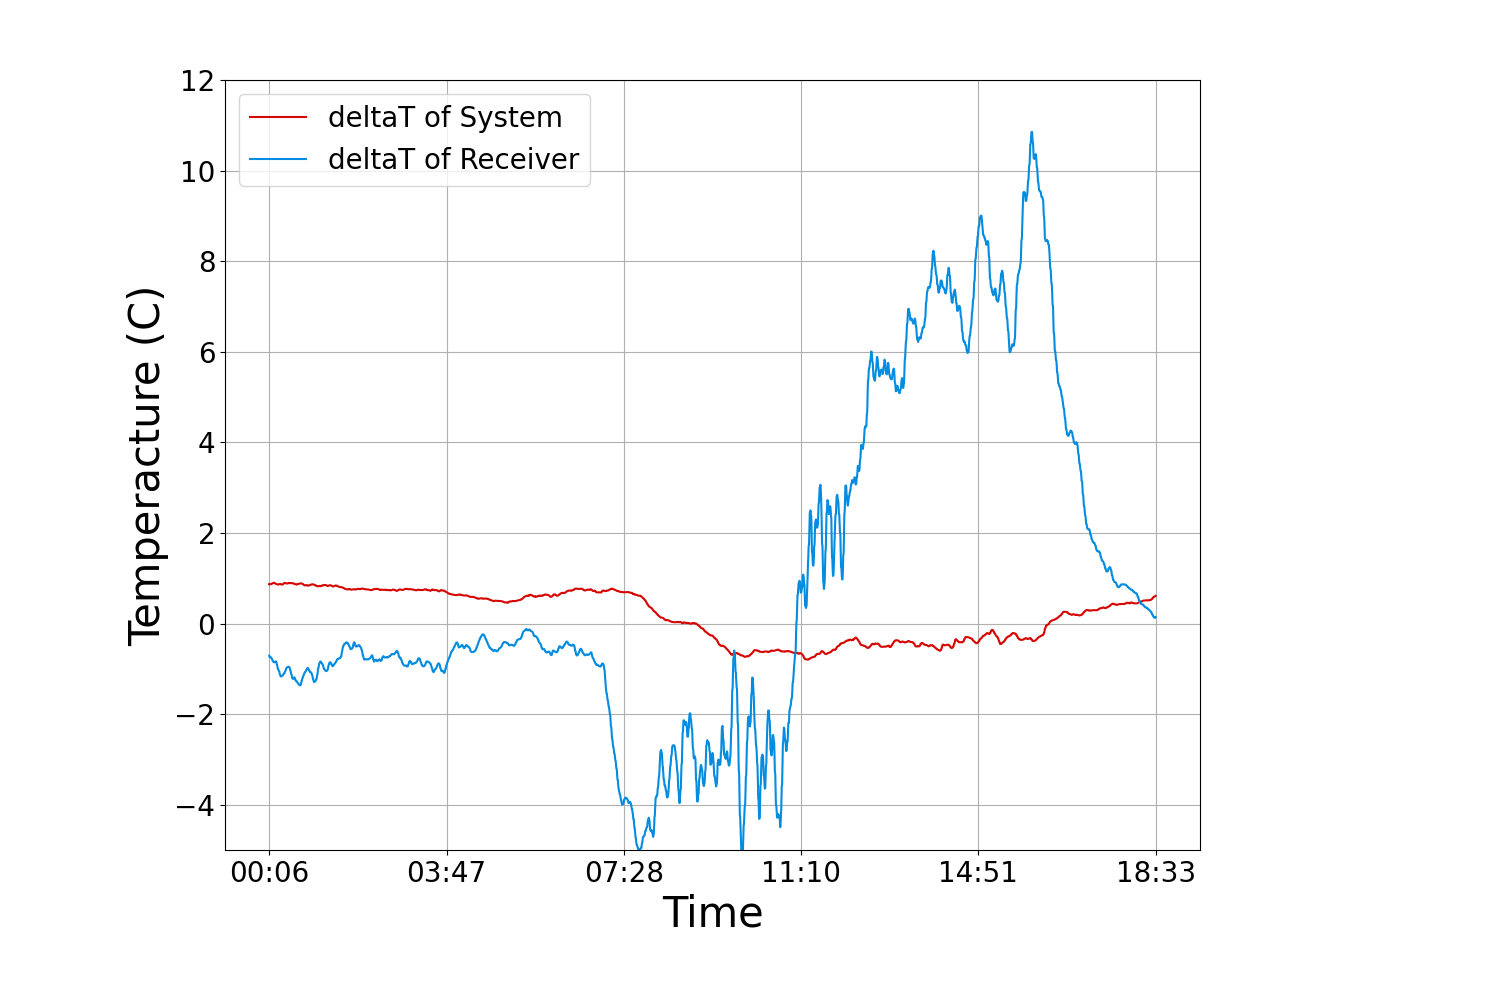 deltaT of System
deltaT of Receiver
12
10
8
6
4
2
0
−2
−4
Temperacture (C)
00:06 03:47 07:28 11:10 14:51 18:33
Time